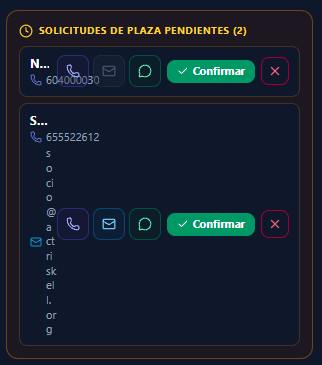 SOLICITUDES DE PLAZA PENDIENTES (2)
N...
604000030
Confirmar
S...
655522612
s
o
ci
o
@
a
ct
ri
sk
el
l.
or
g
Confirmar